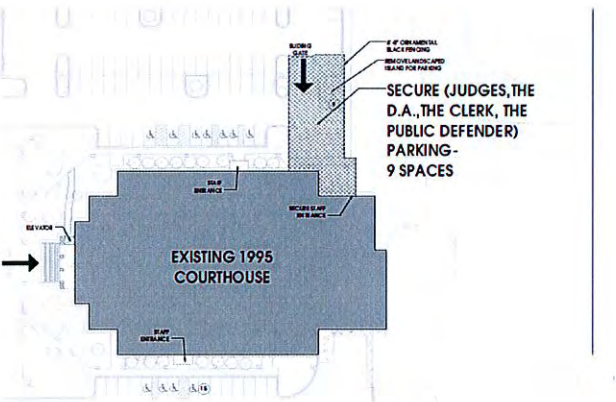 SLIDING
GATE
6'-0" ORNAMENTAL
BLACK FENCING
REMOVE LANDSCAPED
ISLAND FOR PARKING
SECURE (JUDGES,THE
D.A.,THE CLERK, THE
PUBLIC DEFENDER)
PARKING-
9 SPACES
STAFF
ENTRANCE
SECURE STAFF
ENTRANCE
ELEVATOR
EXISTING 1995
COURTHOUSE
STAFF
ENTRANCE